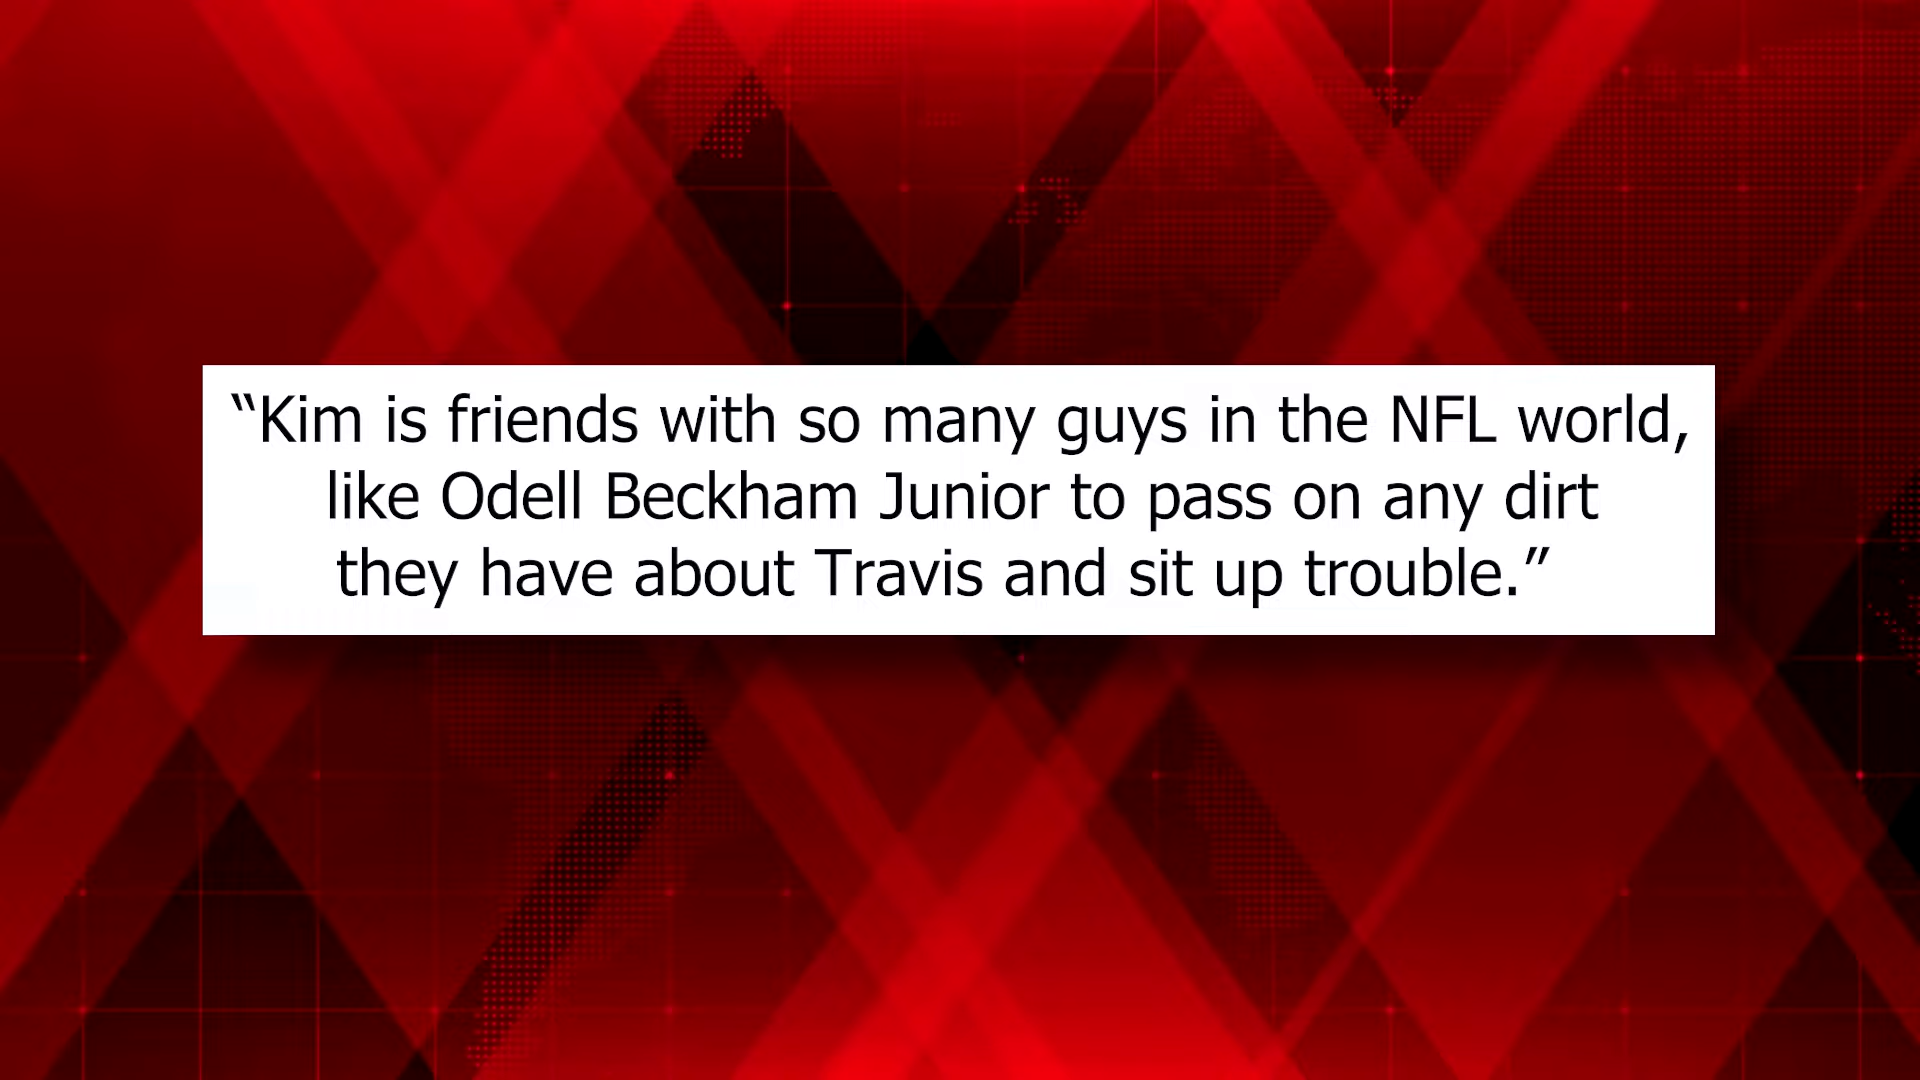 “Kim is friends with so many guys in the NFL world,
like Odell Beckham Junior to pass on any dirt
they have about Travis and sit up trouble.”